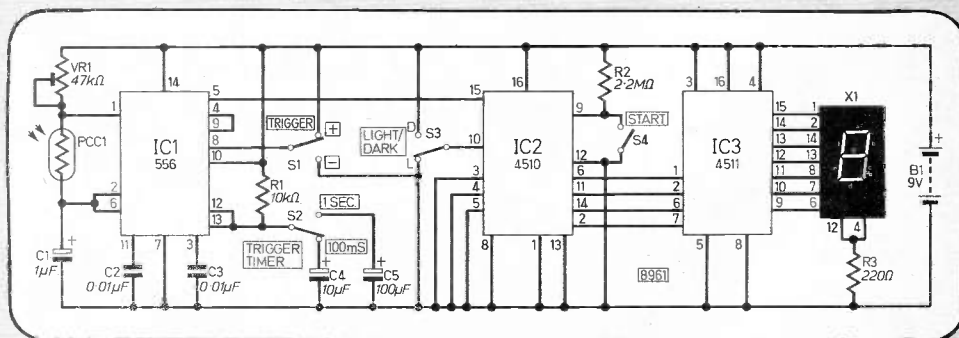 VR1
47kΩ
PCC1
C1
1µF
1
2
6
14
IC1
556
5
4
9
8
10
12
13
11
7
3
C2
0·01µF
C3
0·01µF
R1
10kΩ
TRIGGER
+
−
S1
S2
1 SEC.
100mS
TRIGGER
TIMER
C4
10µF
C5
100µF
LIGHT/
DARK
D
L
S3
15
10
3
4
5
16
IC2
4510
9
12
6
11
14
2
8
1
13
R2
2·2MΩ
START
S4
3
16
4
IC3
4511
1
2
6
7
5
8
8961
15
14
13
12
11
10
9
1
2
14
13
8
7
6
X1
12
4
R3
220Ω
B1
9V
+